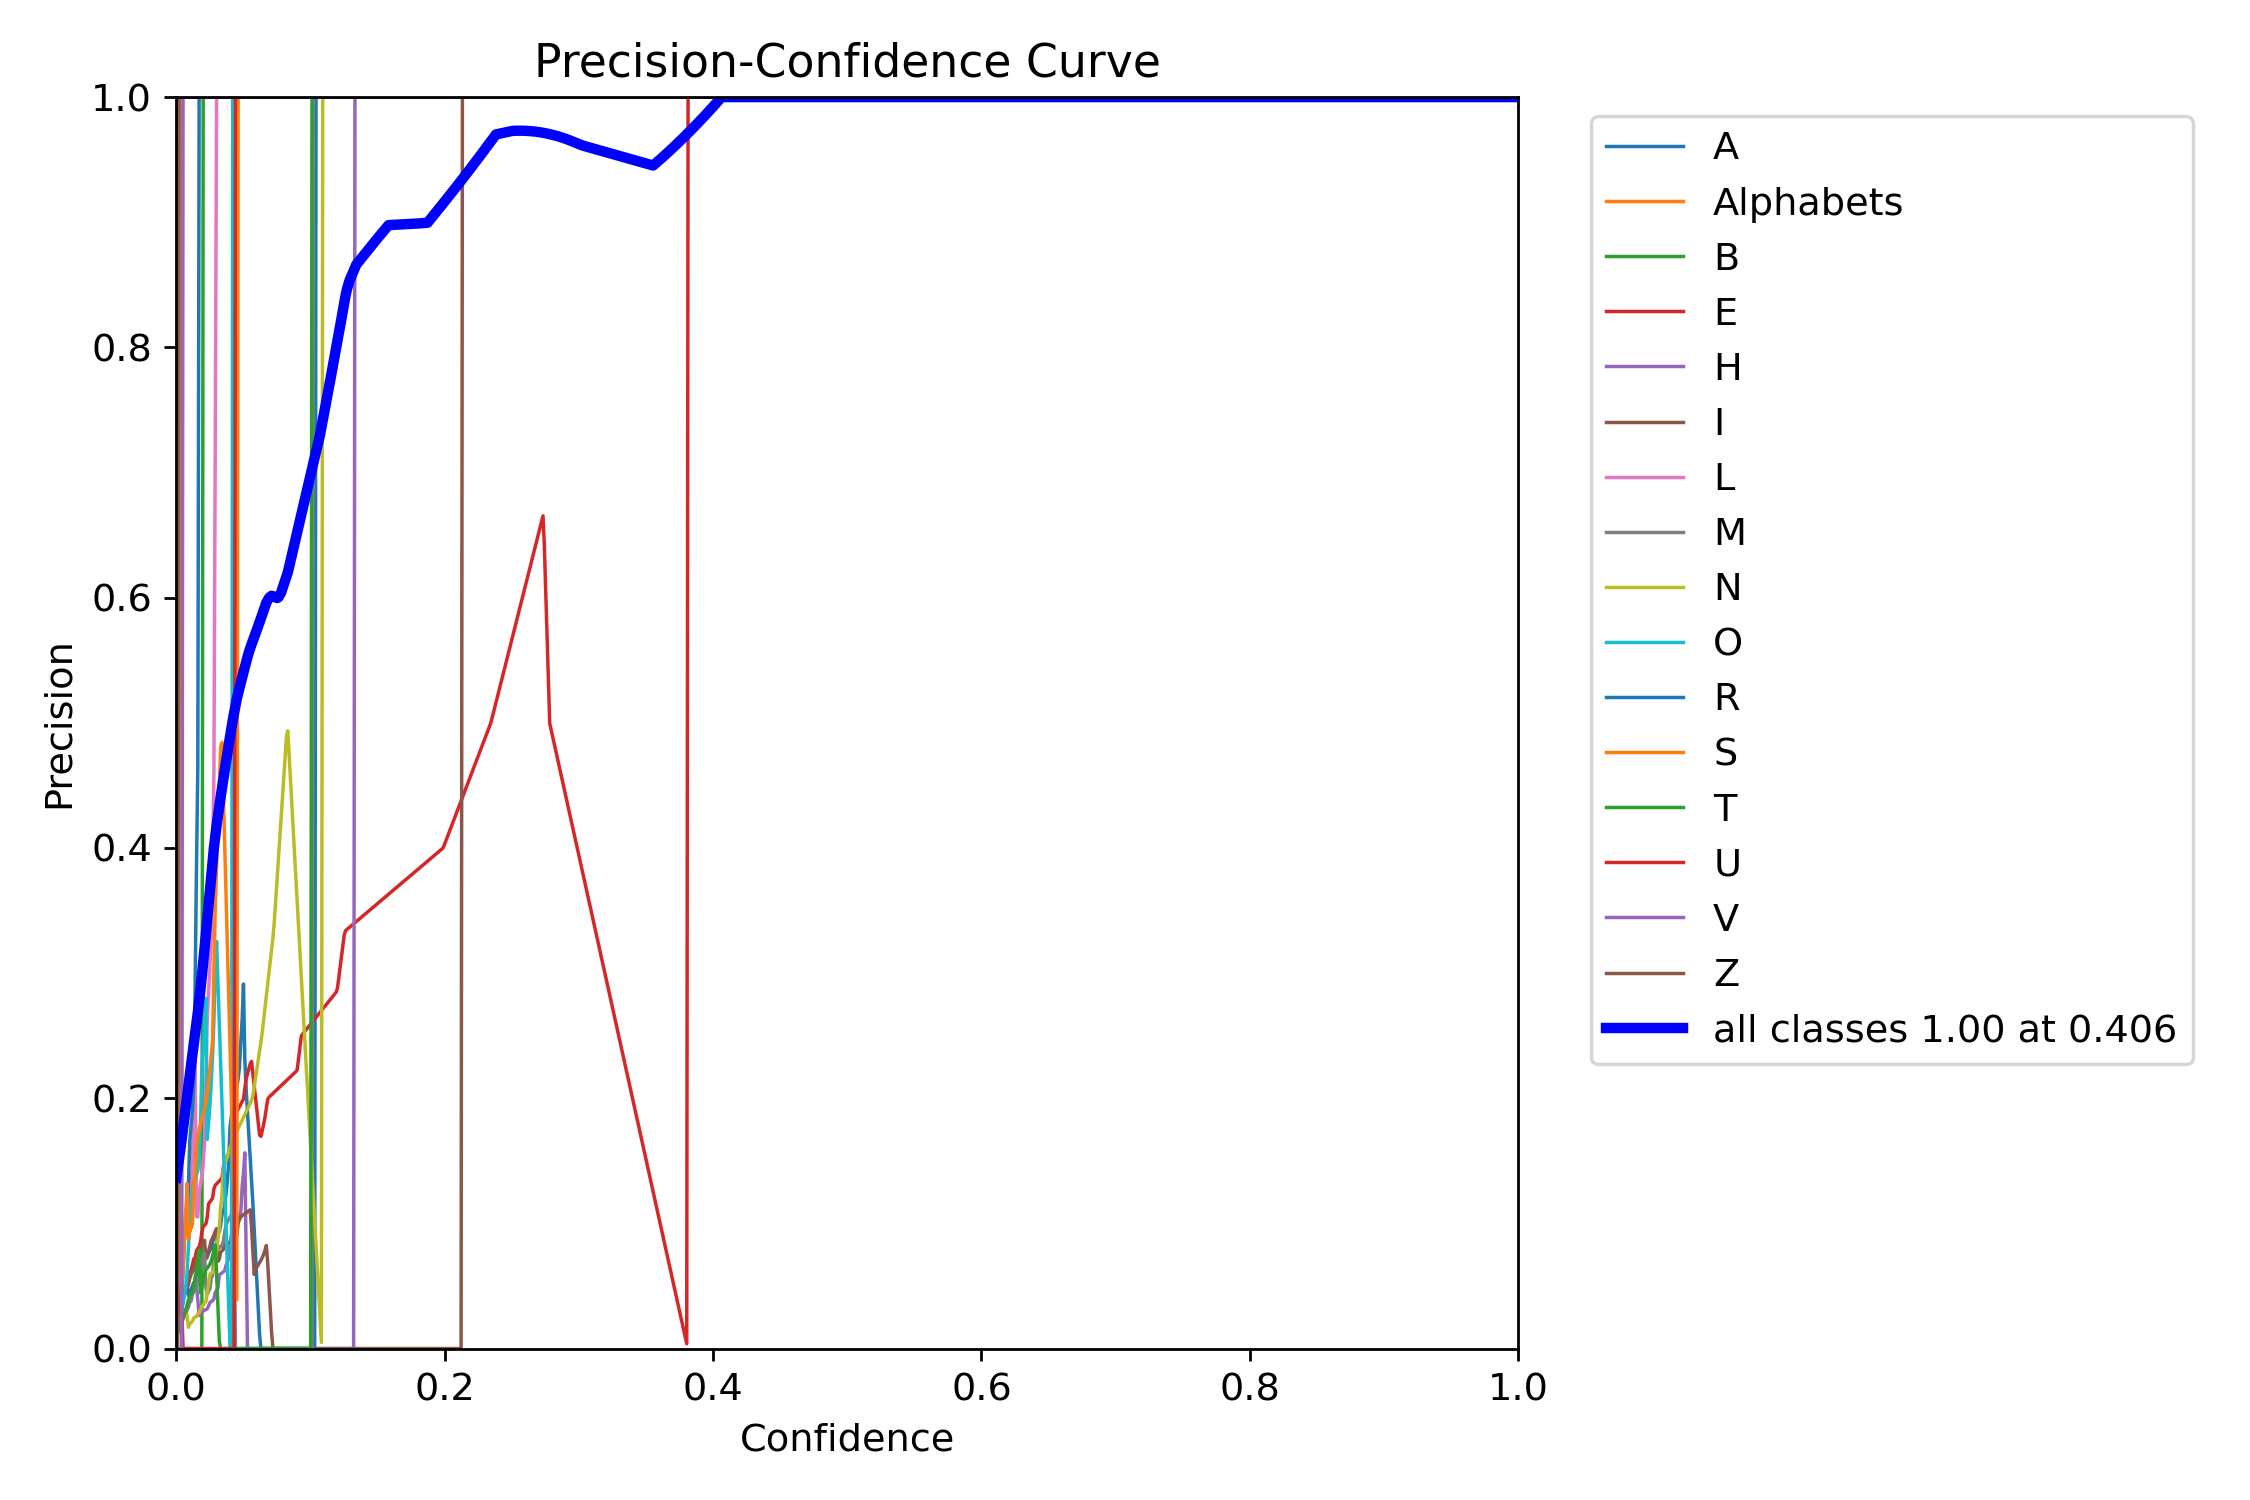 Precision-Confidence Curve
1.0
0.8
0.6
0.4
0.2
0.0
Precision
0.0 0.2 0.4 0.6 0.8 1.0
Confidence
A
Alphabets
B
E
H
I
L
M
N
O
R
S
T
U
V
Z
all classes 1.00 at 0.406